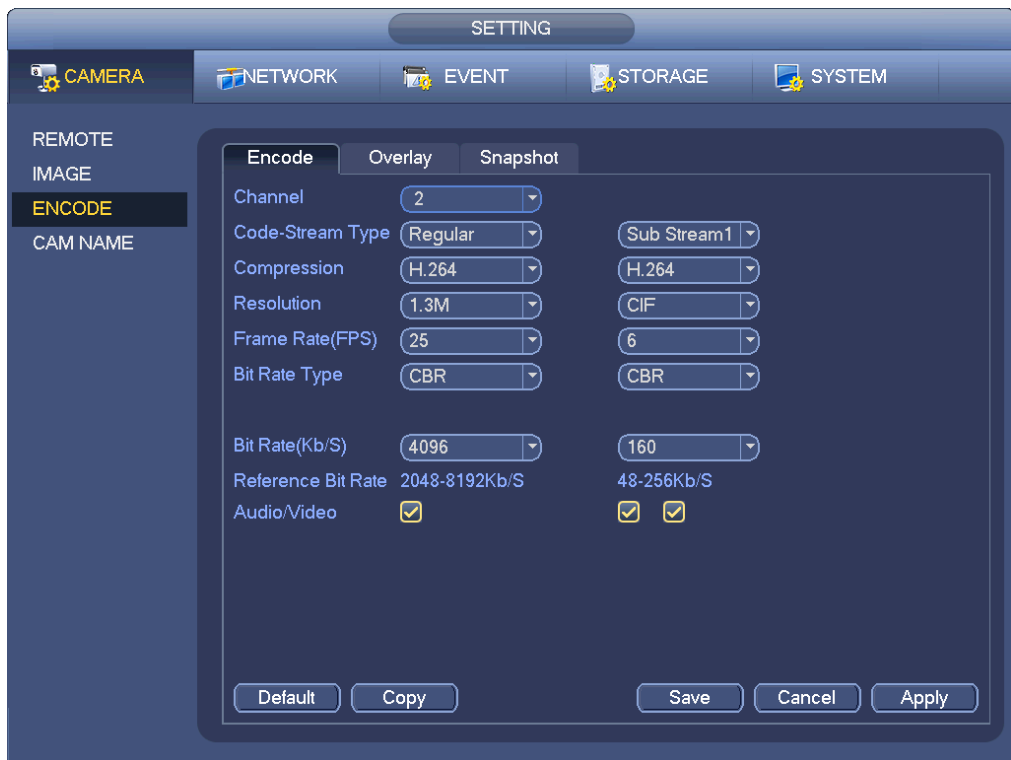 SETTING
CAMERA NETWORK EVENT STORAGE SYSTEM
REMOTE
IMAGE
ENCODE
CAM NAME
Encode Overlay Snapshot
Channel 2
Code-Stream Type Regular Sub Stream1
Compression H.264 H.264
Resolution 1.3M CIF
Frame Rate(FPS) 25 6
Bit Rate Type CBR CBR
Bit Rate(Kb/S) 4096 160
Reference Bit Rate 2048-8192Kb/S 48-256Kb/S
Audio/Video
Default Copy Save Cancel Apply